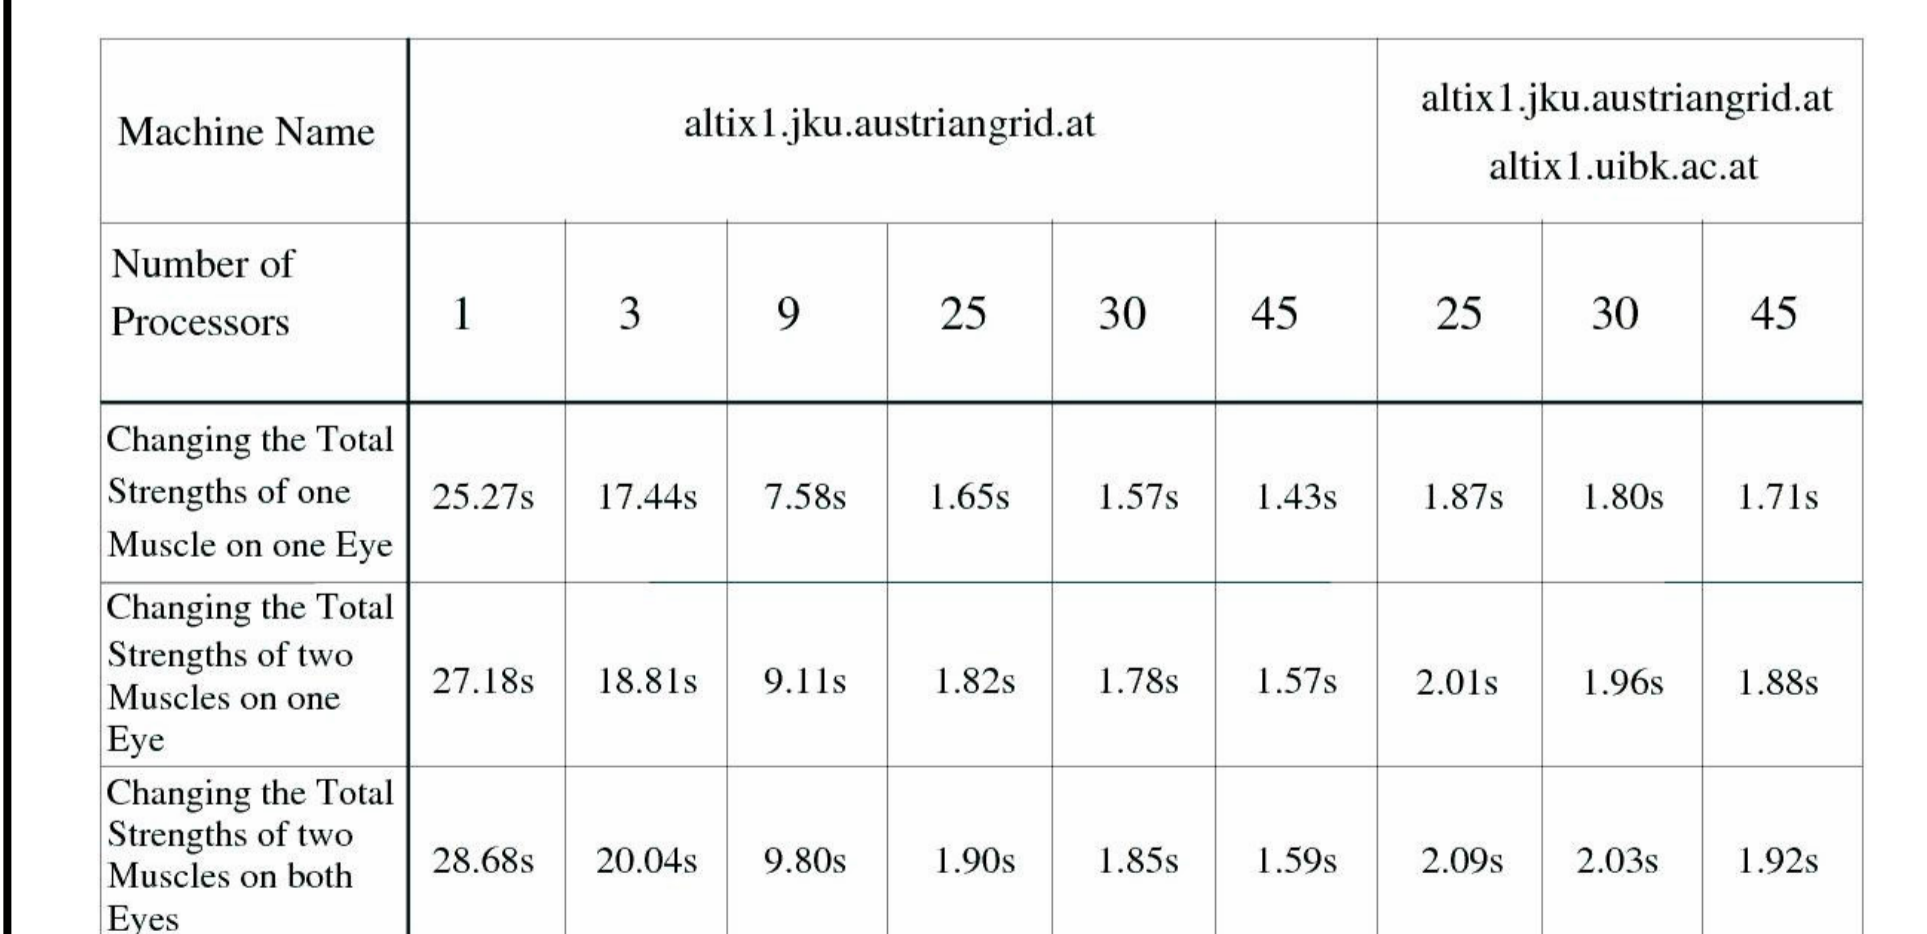 Machine Name
altix1.jku.austriangrid.at
altix1.jku.austriangrid.at
altix1.uibk.ac.at
Number of
Processors
1
3
9
25
30
45
25
30
45
Changing the Total
Strengths of one
Muscle on one Eye
25.27s
17.44s
7.58s
1.65s
1.57s
1.43s
1.87s
1.80s
1.71s
Changing the Total
Strengths of two
Muscles on one
Eye
27.18s
18.81s
9.11s
1.82s
1.78s
1.57s
2.01s
1.96s
1.88s
Changing the Total
Strengths of two
Muscles on both
Eyes
28.68s
20.04s
9.80s
1.90s
1.85s
1.59s
2.09s
2.03s
1.92s